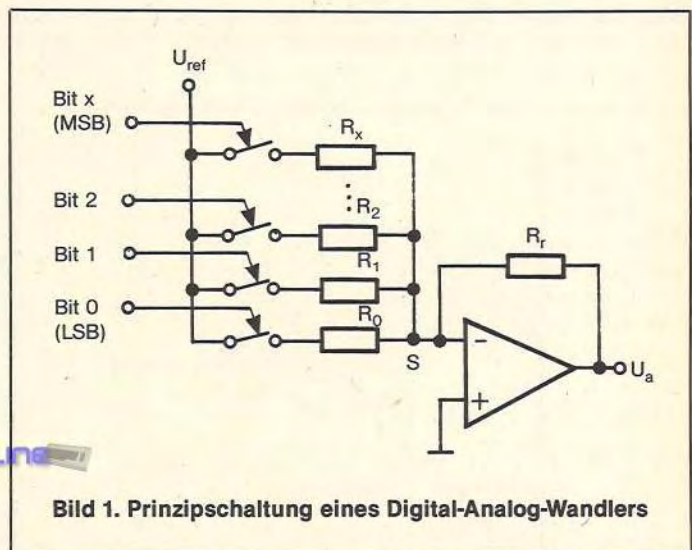 U_ref
Bit x
(MSB)
R_x
Bit 2
R_2
Bit 1
R_1
R_r
Bit 0
(LSB)
R_0
S
−
+
U_a
Bild 1. Prinzipschaltung eines Digital-Analog-Wandlers